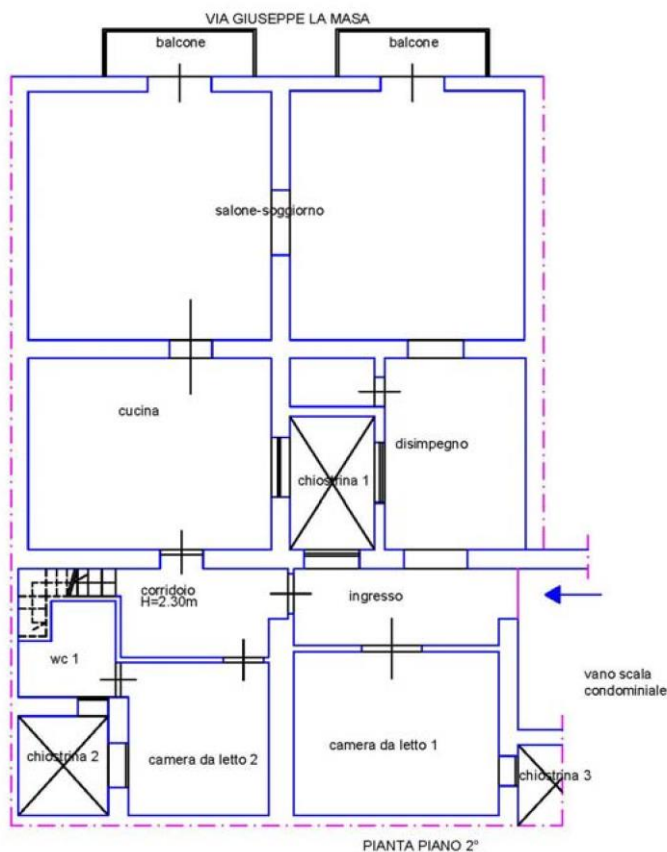 VIA GIUSEPPE LA MASA
balcone
balcone
salone-soggiorno
cucina
disimpegno
chiostrina 1
corridoio
H=2.30m
ingresso
wc 1
vano scala
condominiale
chiostrina 2
camera da letto 2
camera da letto 1
chiostrina 3
PIANTA PIANO 2°